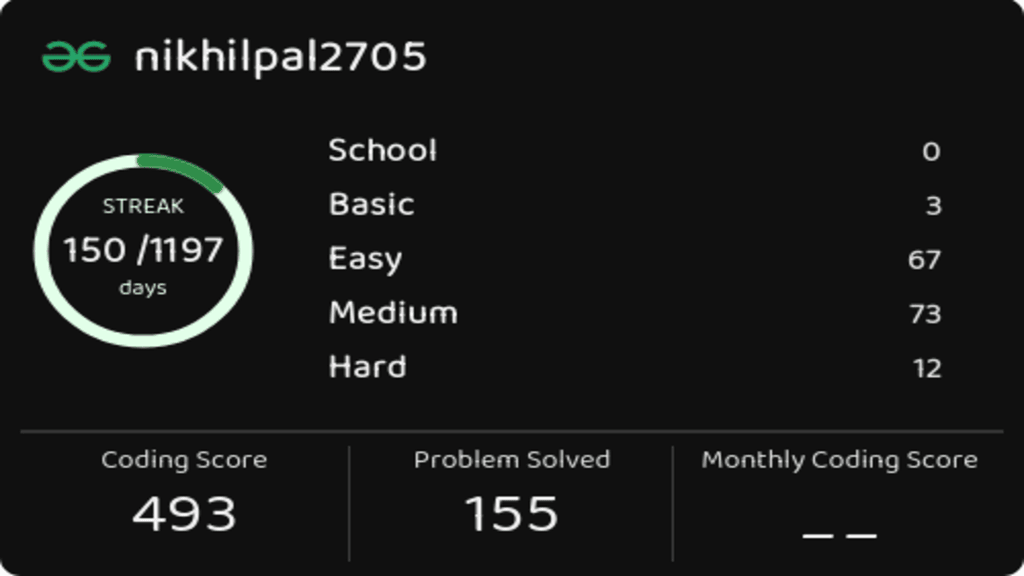 nikhilpal2705
STREAK
150 /1197
days
School 0
Basic 3
Easy 67
Medium 73
Hard 12
Coding Score
493
Problem Solved
155
Monthly Coding Score
_ _